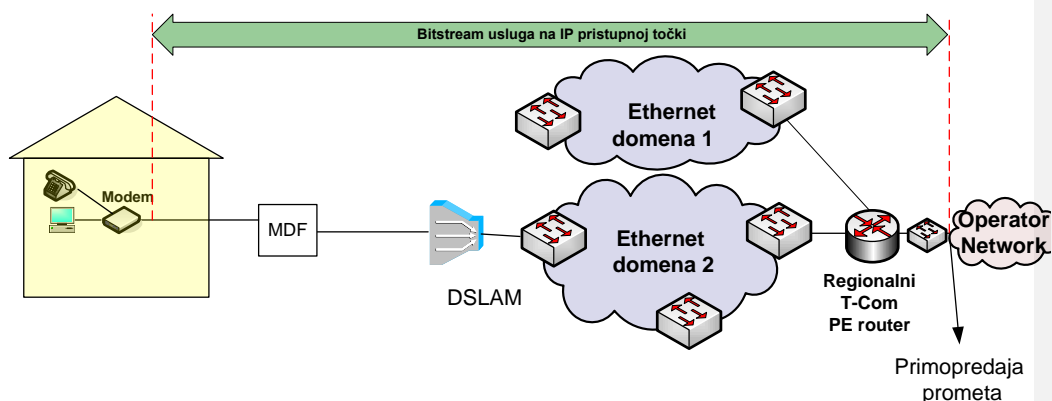 Bitstream usluga na IP pristupnoj točki
Ethernet
domena 1
Modem
MDF
DSLAM
Ethernet
domena 2
Operator
Network
Regionalni
T-Com
PE router
Primopredaja
prometa